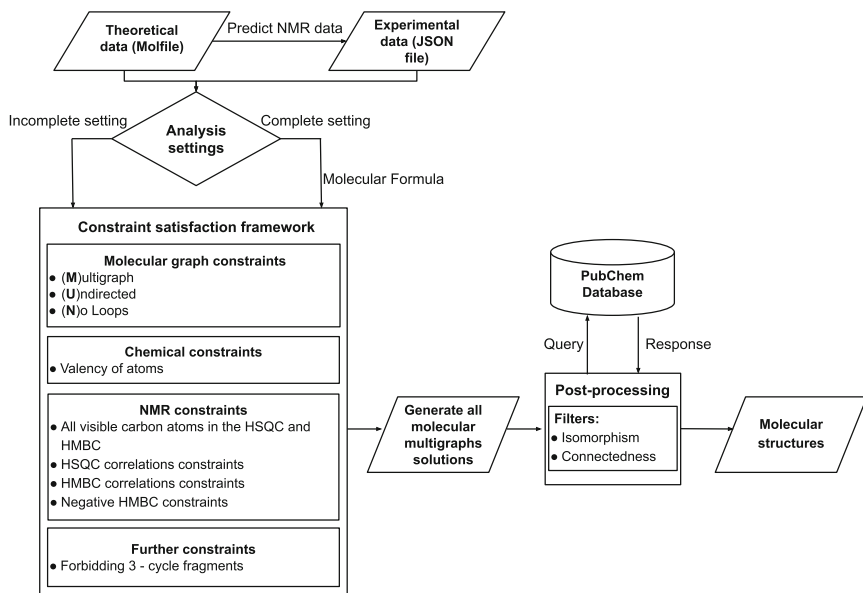 Theoretical
data (Molfile)
Predict NMR data
Experimental
data (JSON
file)
Incomplete setting
Analysis
settings
Complete setting
Molecular Formula
Constraint satisfaction framework
Molecular graph constraints
● (M)ultigraph
● (U)ndirected
● (N)o Loops
Chemical constraints
● Valency of atoms
NMR constraints
● All visible carbon atoms in the HSQC and
HMBC
● HSQC correlations constraints
● HMBC correlations constraints
● Negative HMBC constraints
Further constraints
● Forbidding 3 - cycle fragments
Generate all
molecular
multigraphs
solutions
PubChem
Database
Query
Response
Post-processing
Filters:
● Isomorphism
● Connectedness
Molecular
structures